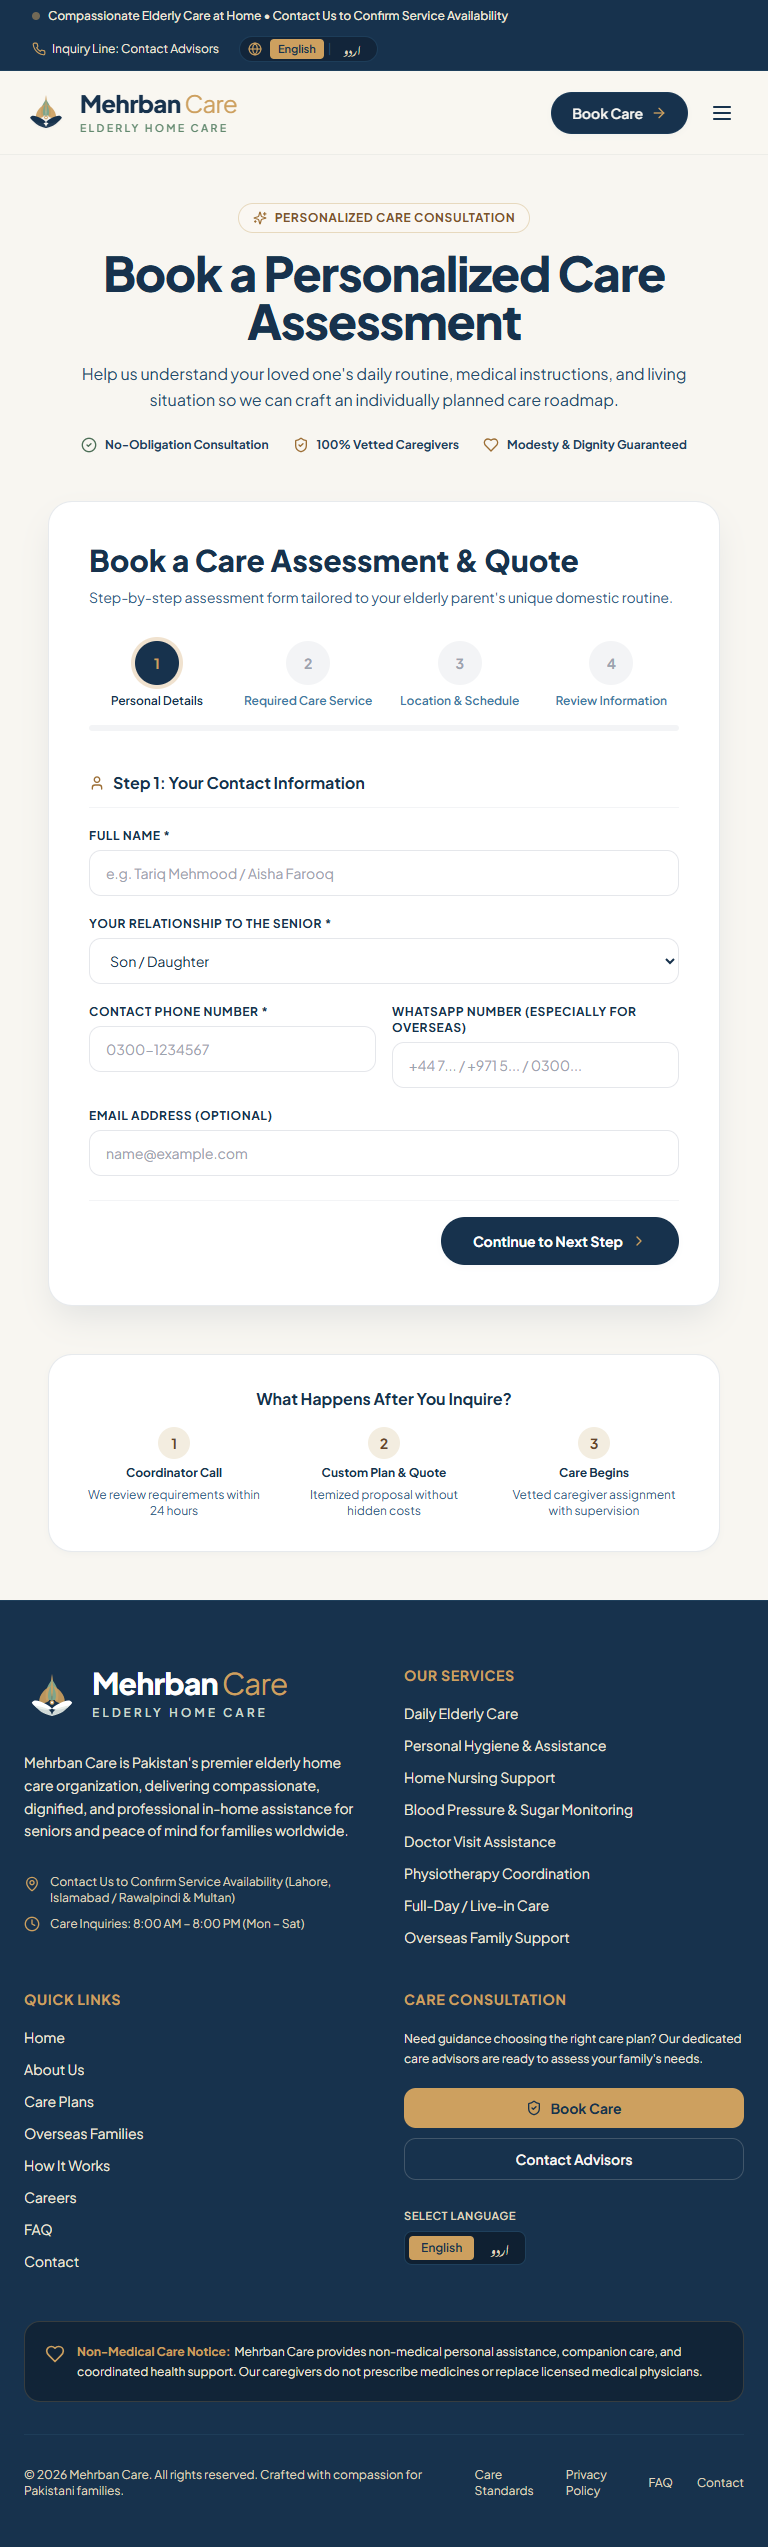 Compassionate Elderly Care at Home • Contact Us to Confirm Service Availability
Inquiry Line: Contact Advisors
English
اردو
Mehrban Care
ELDERLY HOME CARE
Book Care
PERSONALIZED CARE CONSULTATION
Book a Personalized Care
Assessment
Help us understand your loved one's daily routine, medical instructions, and living
situation so we can craft an individually planned care roadmap.
No-Obligation Consultation
100% Vetted Caregivers
Modesty & Dignity Guaranteed
Book a Care Assessment & Quote
Step-by-step assessment form tailored to your elderly parent's unique domestic routine.
1
2
3
4
Personal Details
Required Care Service
Location & Schedule
Review Information
Step 1: Your Contact Information
FULL NAME *
e.g. Tariq Mehmood / Aisha Farooq
YOUR RELATIONSHIP TO THE SENIOR *
Son / Daughter
CONTACT PHONE NUMBER *
0300-1234567
WHATSAPP NUMBER (ESPECIALLY FOR
OVERSEAS)
+44 7... / +971 5... / 0300...
EMAIL ADDRESS (OPTIONAL)
name@example.com
Continue to Next Step
What Happens After You Inquire?
1
Coordinator Call
We review requirements within
24 hours
2
Custom Plan & Quote
Itemized proposal without
hidden costs
3
Care Begins
Vetted caregiver assignment
with supervision
Mehrban Care
ELDERLY HOME CARE
Mehrban Care is Pakistan's premier elderly home
care organization, delivering compassionate,
dignified, and professional in-home assistance for
seniors and peace of mind for families worldwide.
Contact Us to Confirm Service Availability (Lahore,
Islamabad / Rawalpindi & Multan)
Care Inquiries: 8:00 AM – 8:00 PM (Mon – Sat)
OUR SERVICES
Daily Elderly Care
Personal Hygiene & Assistance
Home Nursing Support
Blood Pressure & Sugar Monitoring
Doctor Visit Assistance
Physiotherapy Coordination
Full-Day / Live-in Care
Overseas Family Support
QUICK LINKS
Home
About Us
Care Plans
Overseas Families
How It Works
Careers
FAQ
Contact
CARE CONSULTATION
Need guidance choosing the right care plan? Our dedicated
care advisors are ready to assess your family's needs.
Book Care
Contact Advisors
SELECT LANGUAGE
English
اردو
Non-Medical Care Notice: Mehrban Care provides non-medical personal assistance, companion care, and
coordinated health support. Our caregivers do not prescribe medicines or replace licensed medical physicians.
© 2026 Mehrban Care. All rights reserved. Crafted with compassion for
Pakistani families.
Care
Standards
Privacy
Policy
FAQ
Contact